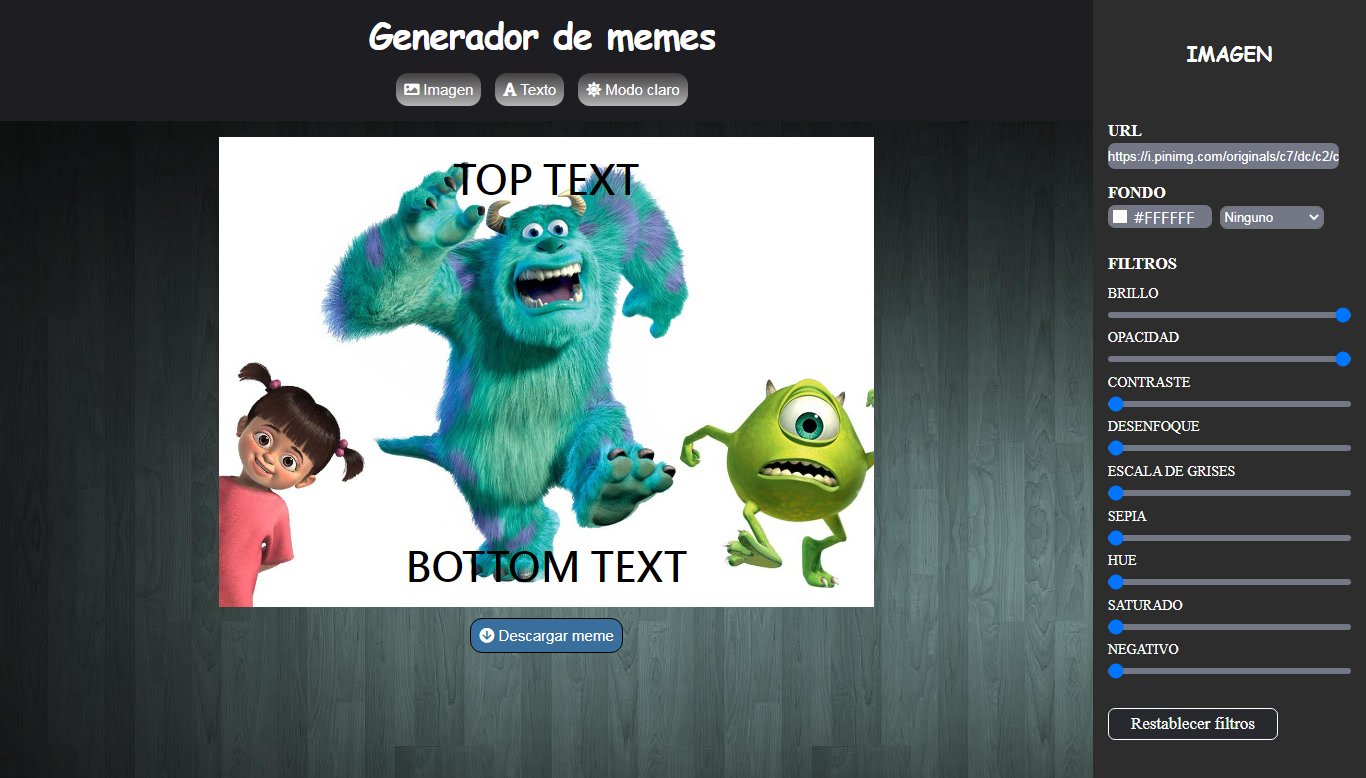 Generador de memes
Imagen
Texto
Modo claro
TOP TEXT
BOTTOM TEXT
Descargar meme
IMAGEN
URL
https://i.pinimg.com/originals/c7/dc/c2/c
FONDO
#FFFFFF
Ninguno
FILTROS
BRILLO
OPACIDAD
CONTRASTE
DESENFOQUE
ESCALA DE GRISES
SEPIA
HUE
SATURADO
NEGATIVO
Restablecer filtros